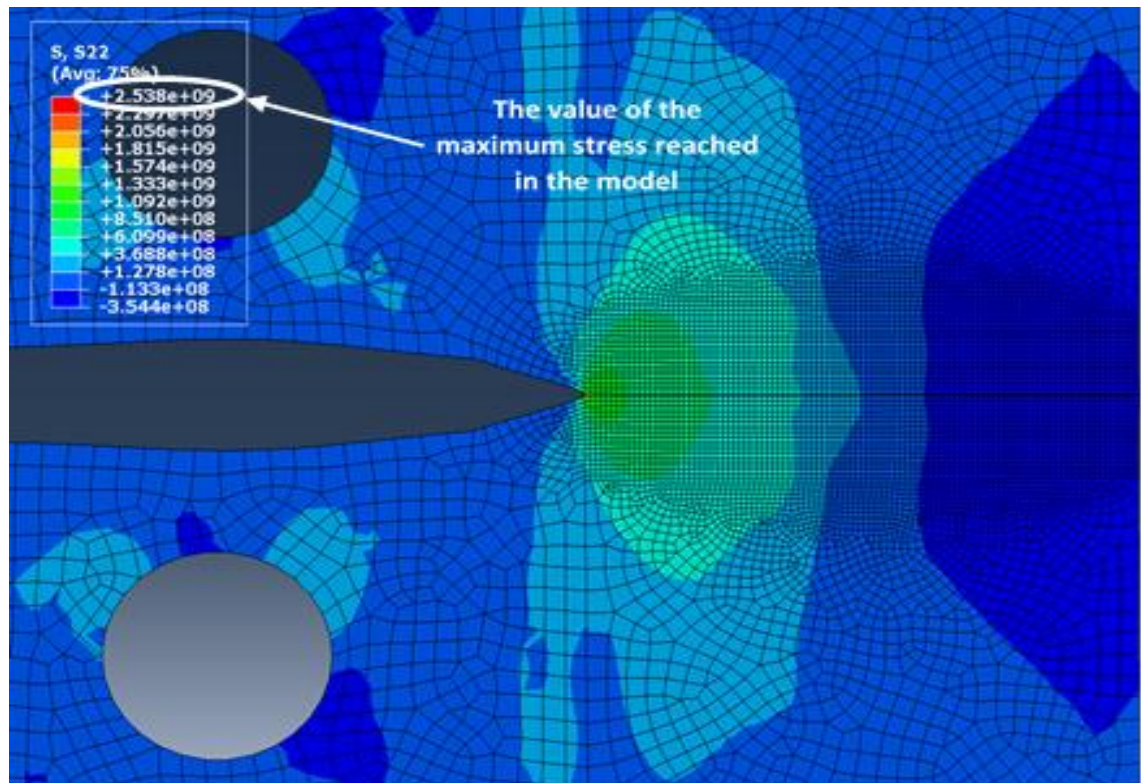 S, S22
(Avg: 75%)
+2.538e+09
+2.297e+09
+2.056e+09
+1.815e+09
+1.574e+09
+1.333e+09
+1.092e+09
+8.510e+08
+6.099e+08
+3.688e+08
+1.278e+08
-1.133e+08
-3.544e+08
The value of the
maximum stress reached
in the model